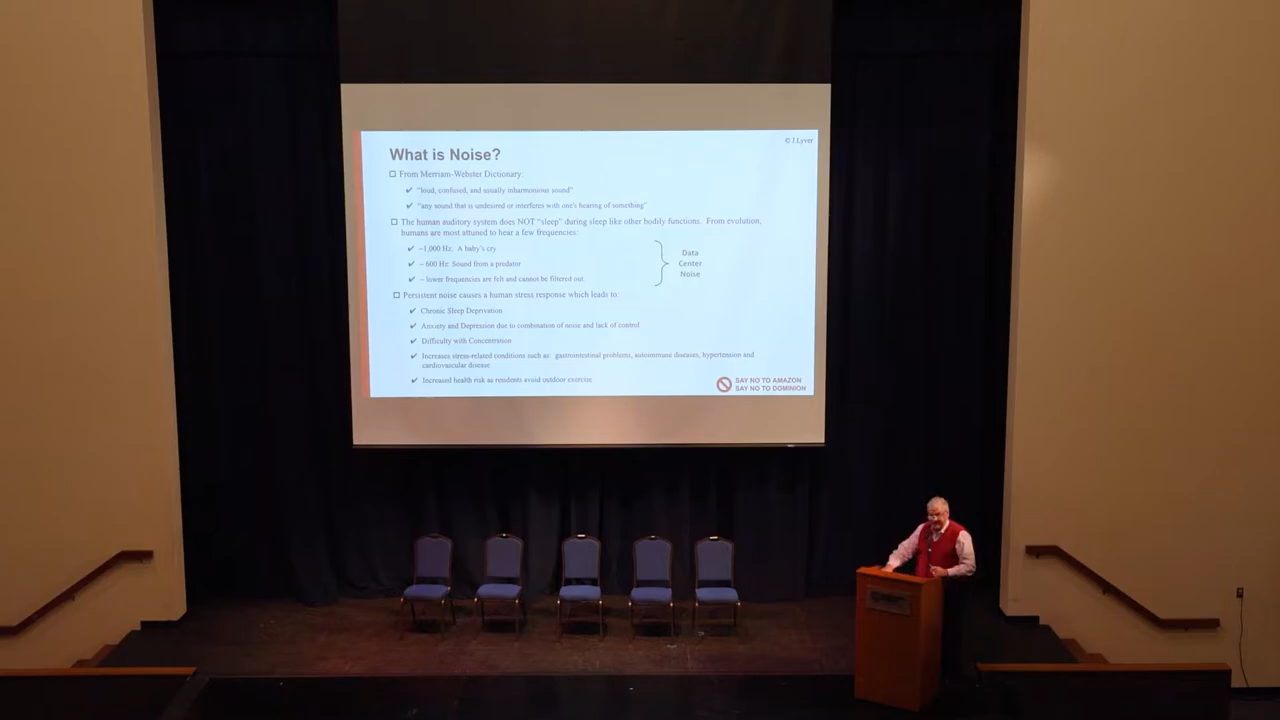 © J.Lyver
What is Noise?
From Merriam-Webster Dictionary:
"loud, confused, and usually inharmonious sound"
"any sound that is undesired or interferes with one's hearing of something"
The human auditory system does NOT "sleep" during sleep like other bodily functions. From evolution,
humans are most attuned to hear a few frequencies:
~1,000 Hz: A baby's cry
~ 600 Hz: Sound from a predator
~ lower frequencies are felt and cannot be filtered out.
Data
Center
Noise
Persistent noise causes a human stress response which leads to:
Chronic Sleep Deprivation
Anxiety and Depression due to combination of noise and lack of control
Difficulty with Concentration
Increases stress-related conditions such as: gastrointestinal problems, autoimmune diseases, hypertension and
cardiovascular disease
Increased health risk as residents avoid outdoor exercise
SAY NO TO AMAZON
SAY NO TO DOMINION